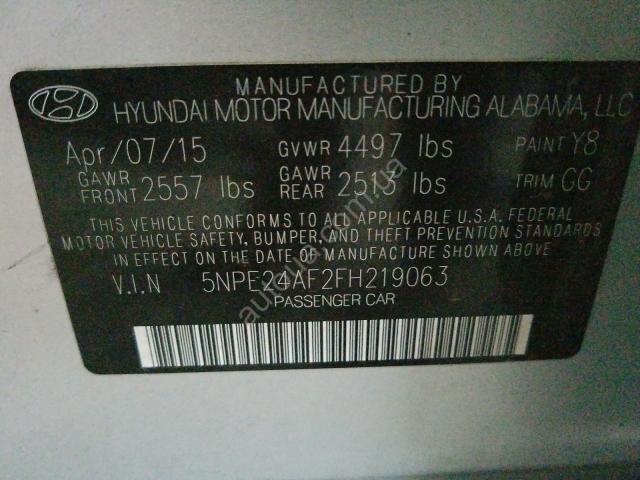 MANUFACTURED BY
HYUNDAI MOTOR MANUFACTURING ALABAMA, LLC
Apr/07/15 GVWR 4497 lbs PAINT Y8
GAWR FRONT 2557 lbs GAWR REAR 2513 lbs TRIM GG
THIS VEHICLE CONFORMS TO ALL APPLICABLE U.S.A. FEDERAL
MOTOR VEHICLE SAFETY, BUMPER, AND THEFT PREVENTION STANDARDS
IN EFFECT ON THE DATE OF MANUFACTURE SHOWN ABOVE
V.I.N 5NPE24AF2FH219063
PASSENGER CAR